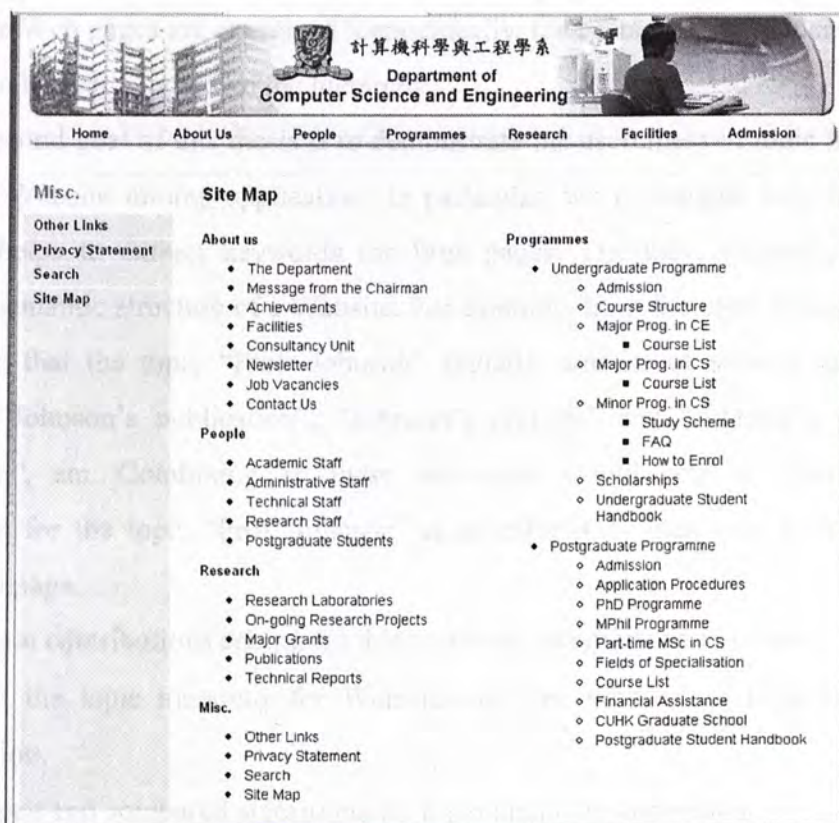 計算機科學與工程學系
Department of
Computer Science and Engineering
Home About Us People Programmes Research Facilities Admission
Misc.
Other Links
Privacy Statement
Search
Site Map
Site Map
About us
The Department
Message from the Chairman
Achievements
Facilities
Consultancy Unit
Newsletter
Job Vacancies
Contact Us
People
Academic Staff
Administrative Staff
Technical Staff
Research Staff
Postgraduate Students
Research
Research Laboratories
On-going Research Projects
Major Grants
Publications
Technical Reports
Misc.
Other Links
Privacy Statement
Search
Site Map
Programmes
Undergraduate Programme
Admission
Course Structure
Major Prog. in CE
Course List
Major Prog. in CS
Course List
Minor Prog. in CS
Study Scheme
FAQ
How to Enrol
Scholarships
Undergraduate Student
Handbook
Postgraduate Programme
Admission
Application Procedures
PhD Programme
MPhil Programme
Part-time MSc in CS
Fields of Specialisation
Course List
Financial Assistance
CUHK Graduate School
Postgraduate Student Handbook